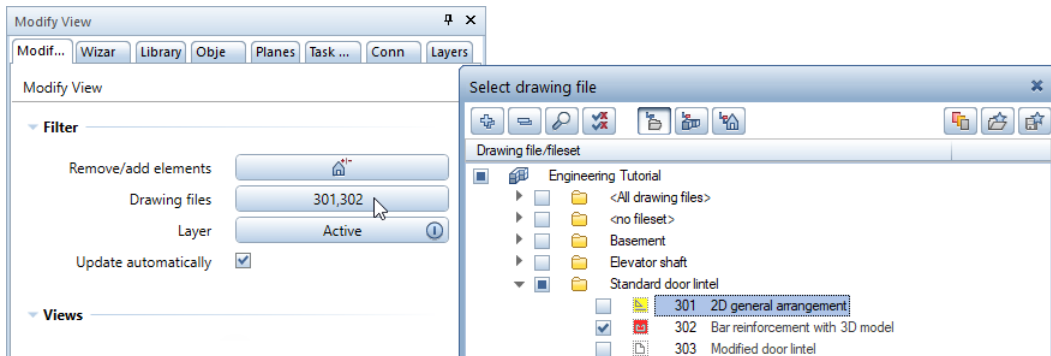 Modify View
Modif...
Wizar
Library
Obje
Planes
Task ...
Conn
Layers
Modify View
Filter
Remove/add elements
Drawing files
301,302
Layer
Active
Update automatically
Views
Select drawing file
Drawing file/fileset
Engineering Tutorial
<All drawing files>
<no fileset>
Basement
Elevator shaft
Standard door lintel
301 2D general arrangement
302 Bar reinforcement with 3D model
303 Modified door lintel